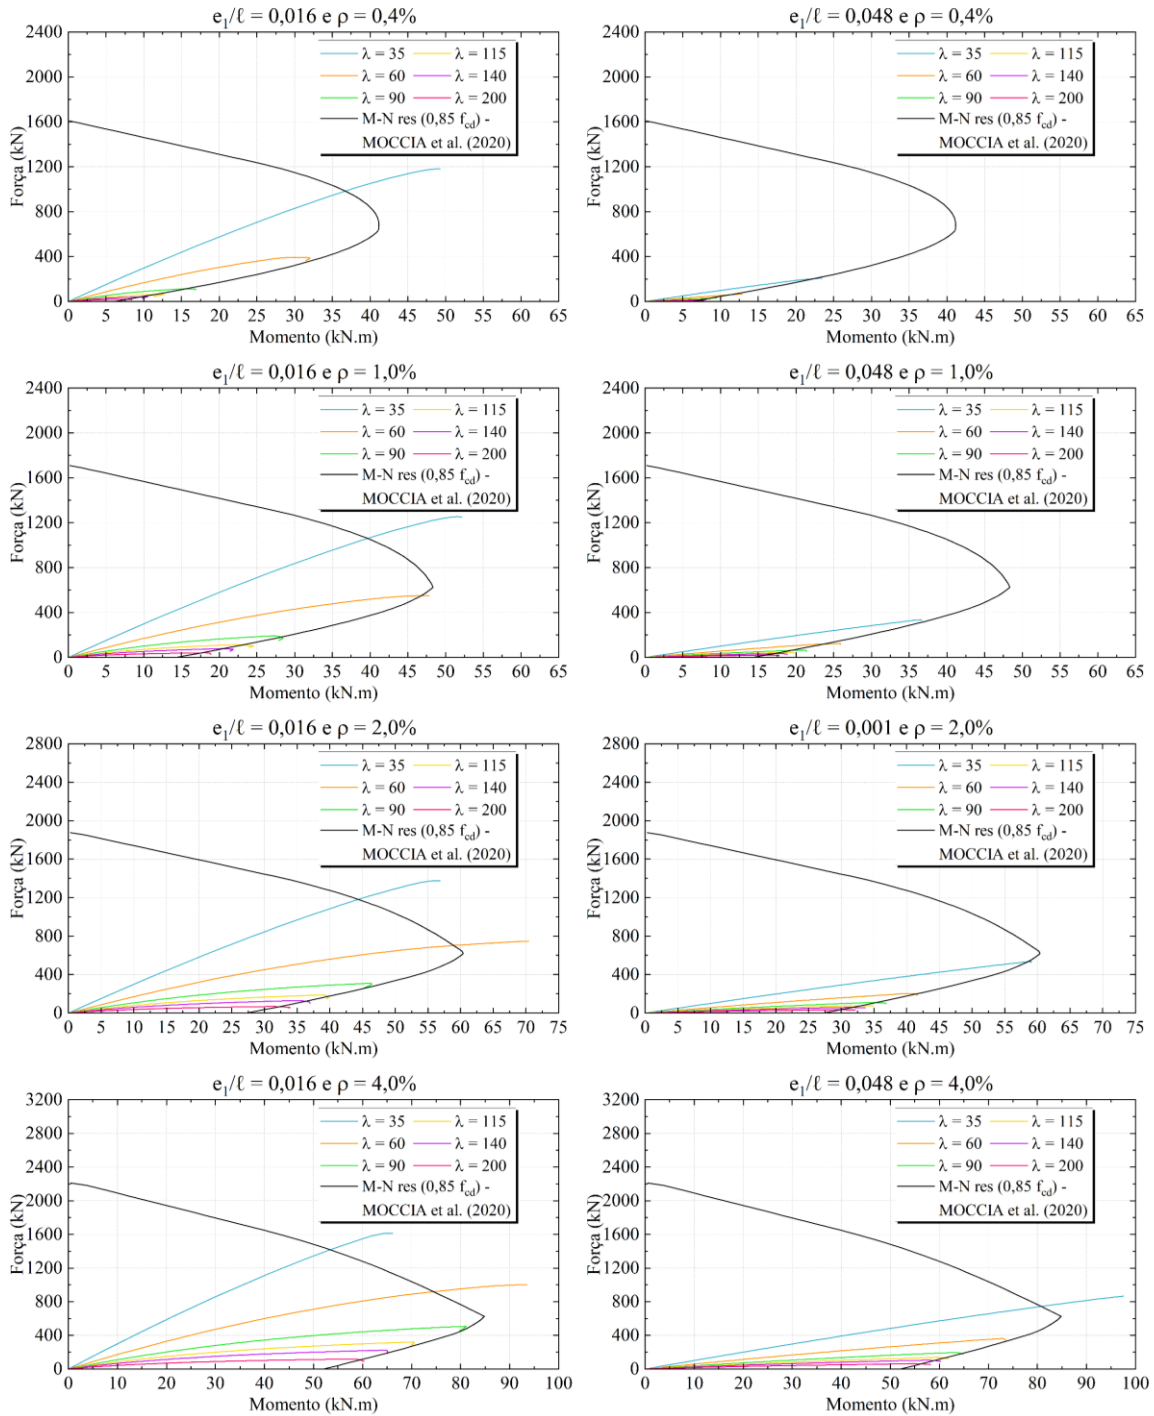 e₁/ℓ = 0,016 e ρ = 0,4%
2400
2000
1600
1200
800
400
0
Força (kN)
λ = 35 λ = 115
λ = 60 λ = 140
λ = 90 λ = 200
M-N res (0,85 f_cd) -
MOCCIA et al. (2020)
0 5 10 15 20 25 30 35 40 45 50 55 60 65
Momento (kN.m)
e₁/ℓ = 0,048 e ρ = 0,4%
2400
2000
1600
1200
800
400
0
Força (kN)
λ = 35 λ = 115
λ = 60 λ = 140
λ = 90 λ = 200
M-N res (0,85 f_cd) -
MOCCIA et al. (2020)
0 5 10 15 20 25 30 35 40 45 50 55 60 65
Momento (kN.m)
e₁/ℓ = 0,016 e ρ = 1,0%
2400
2000
1600
1200
800
400
0
Força (kN)
λ = 35 λ = 115
λ = 60 λ = 140
λ = 90 λ = 200
M-N res (0,85 f_cd) -
MOCCIA et al. (2020)
0 5 10 15 20 25 30 35 40 45 50 55 60 65
Momento (kN.m)
e₁/ℓ = 0,048 e ρ = 1,0%
2400
2000
1600
1200
800
400
0
Força (kN)
λ = 35 λ = 115
λ = 60 λ = 140
λ = 90 λ = 200
M-N res (0,85 f_cd) -
MOCCIA et al. (2020)
0 5 10 15 20 25 30 35 40 45 50 55 60 65
Momento (kN.m)
e₁/ℓ = 0,016 e ρ = 2,0%
2800
2400
2000
1600
1200
800
400
0
Força (kN)
λ = 35 λ = 115
λ = 60 λ = 140
λ = 90 λ = 200
M-N res (0,85 f_cd) -
MOCCIA et al. (2020)
0 5 10 15 20 25 30 35 40 45 50 55 60 65 70 75
Momento (kN.m)
e₁/ℓ = 0,001 e ρ = 2,0%
2800
2400
2000
1600
1200
800
400
0
Força (kN)
λ = 35 λ = 115
λ = 60 λ = 140
λ = 90 λ = 200
M-N res (0,85 f_cd) -
MOCCIA et al. (2020)
0 5 10 15 20 25 30 35 40 45 50 55 60 65 70 75
Momento (kN.m)
e₁/ℓ = 0,016 e ρ = 4,0%
3200
2800
2400
2000
1600
1200
800
400
0
Força (kN)
λ = 35 λ = 115
λ = 60 λ = 140
λ = 90 λ = 200
M-N res (0,85 f_cd) -
MOCCIA et al. (2020)
0 10 20 30 40 50 60 70 80 90 100
Momento (kN.m)
e₁/ℓ = 0,048 e ρ = 4,0%
3200
2800
2400
2000
1600
1200
800
400
0
Força (kN)
λ = 35 λ = 115
λ = 60 λ = 140
λ = 90 λ = 200
M-N res (0,85 f_cd) -
MOCCIA et al. (2020)
0 10 20 30 40 50 60 70 80 90 100
Momento (kN.m)